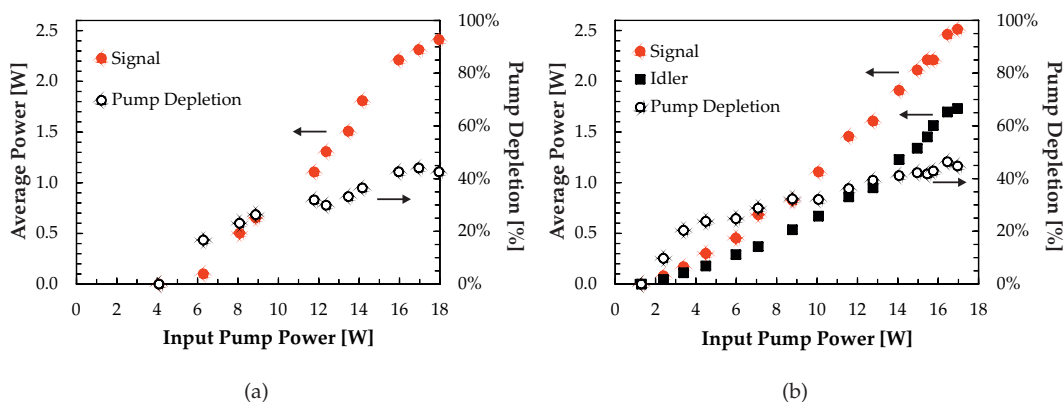 2.5
2.0
1.5
1.0
0.5
0.0
Average Power [W]
Signal
Pump Depletion
100%
80%
60%
40%
20%
0%
Pump Depletion [%]
0 2 4 6 8 10 12 14 16 18
Input Pump Power [W]
(a)
2.5
2.0
1.5
1.0
0.5
0.0
Average Power [W]
Signal
Idler
Pump Depletion
100%
80%
60%
40%
20%
0%
Pump Depletion [%]
0 2 4 6 8 10 12 14 16 18
Input Pump Power [W]
(b)